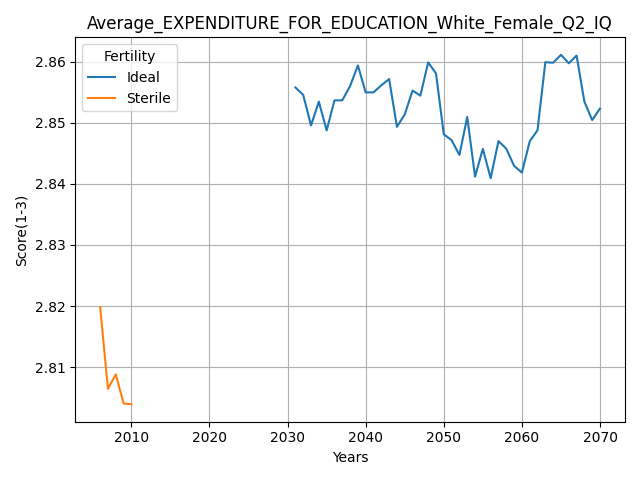 Average_EXPENDITURE_FOR_EDUCATION_White_Female_Q2_IQ
Fertility
Ideal
Sterile
Score(1-3)
2.86
2.85
2.84
2.83
2.82
2.81
2010 2020 2030 2040 2050 2060 2070
Years